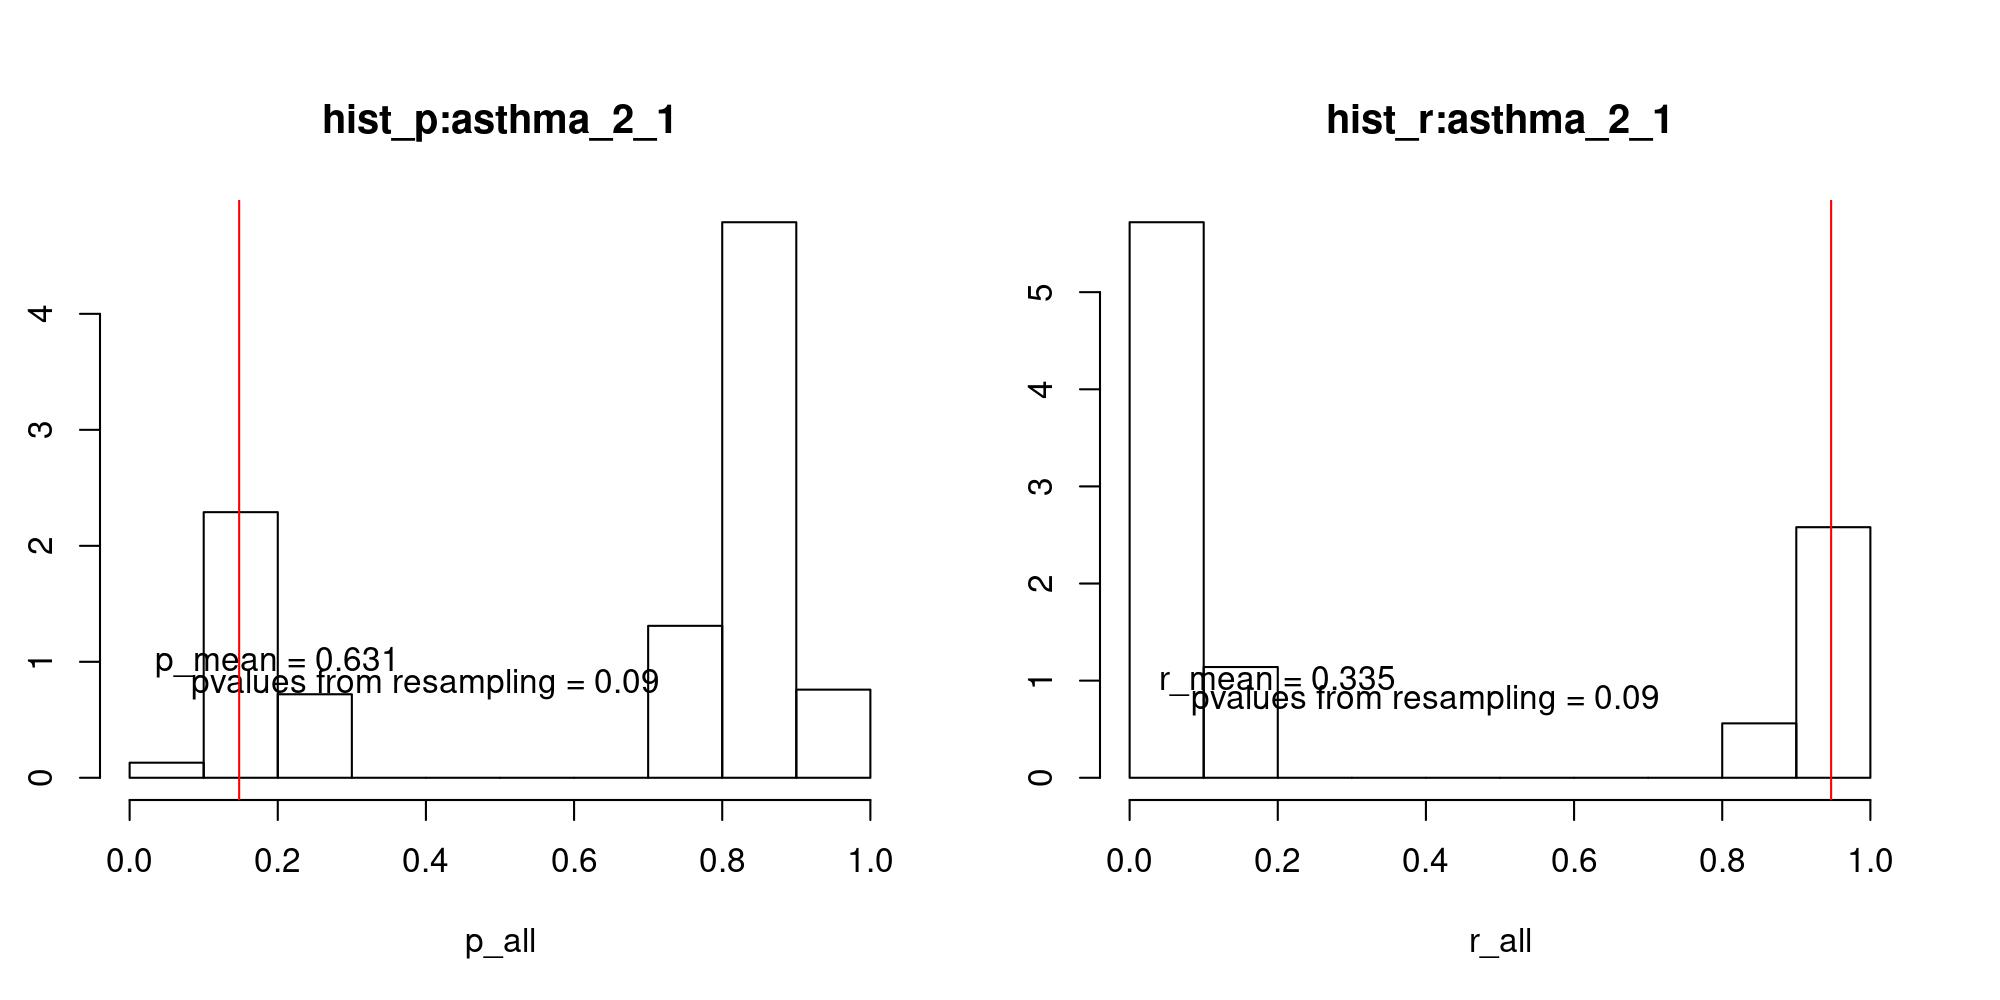 hist_p:asthma_2_1
4
3
2
1
0
p_mean = 0.631
pvalues from resampling = 0.09
0.0 0.2 0.4 0.6 0.8 1.0
p_all
hist_r:asthma_2_1
5
4
3
2
1
0
r_mean = 0.335
pvalues from resampling = 0.09
0.0 0.2 0.4 0.6 0.8 1.0
r_all